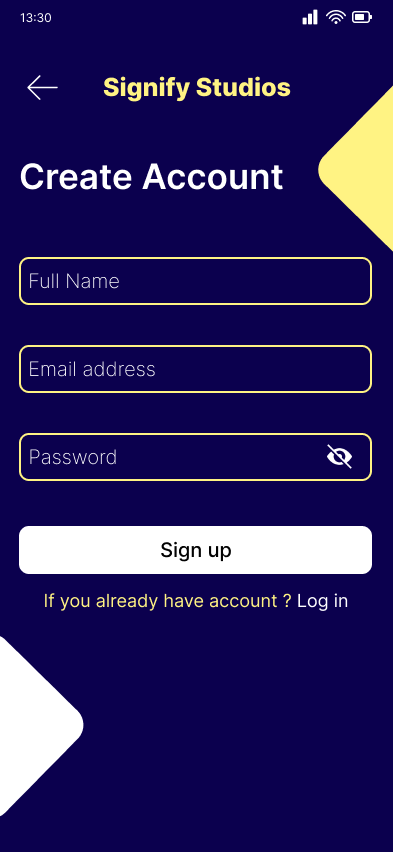 13:30
Signify Studios
Create Account
Full Name
Email address
Password
Sign up
If you already have account ? Log in